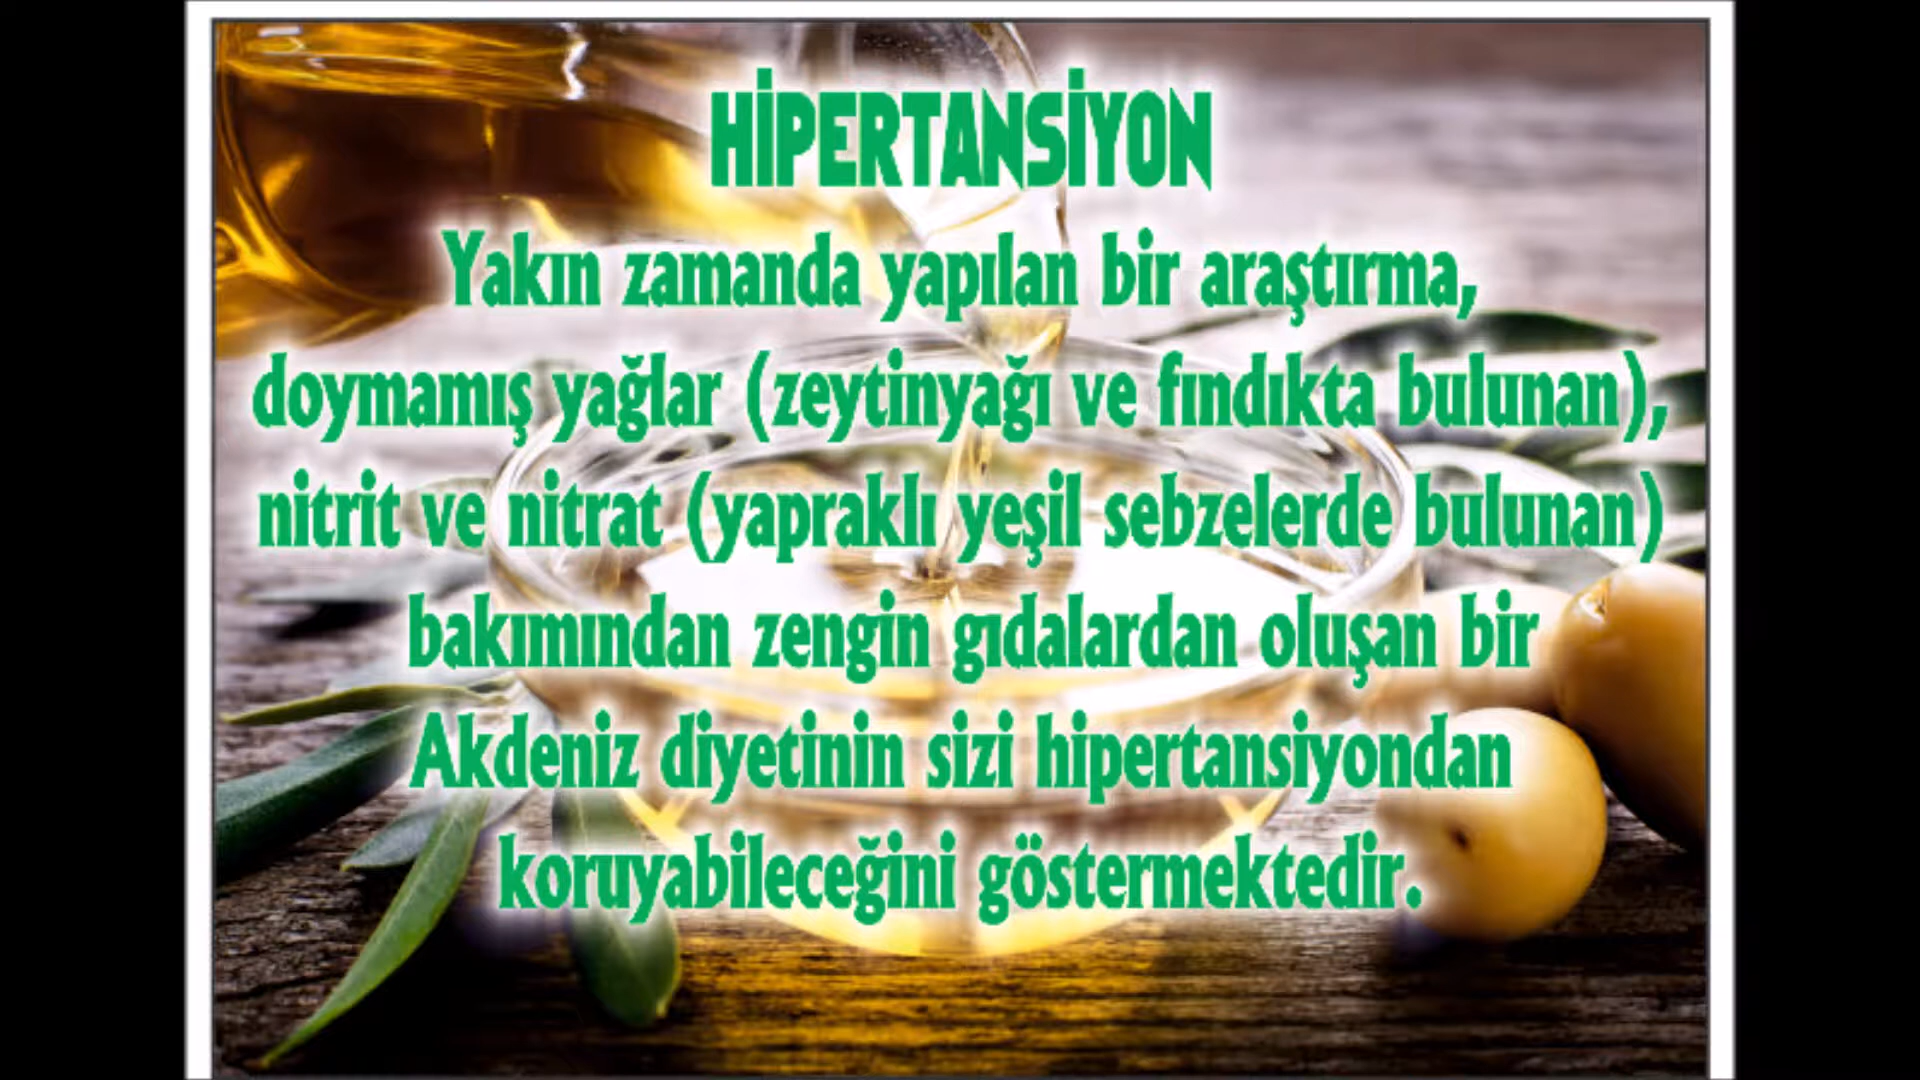 HİPERTANSİYON
Yakın zamanda yapılan bir araştırma,
doymamış yağlar (zeytinyağı ve fındıkta bulunan),
nitrit ve nitrat (yapraklı yeşil sebzelerde bulunan)
bakımından zengin gıdalardan oluşan bir
Akdeniz diyetinin sizi hipertansiyondan
koruyabileceğini göstermektedir.